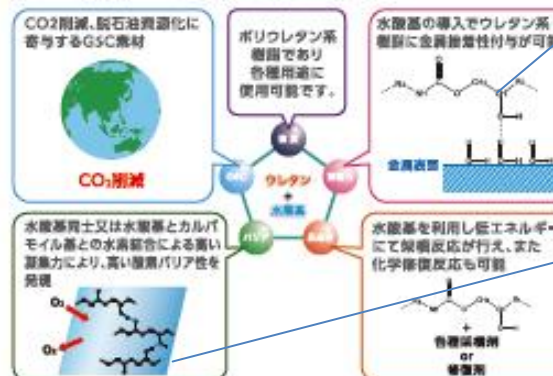 CO2削減、脱石油資源化に
寄与するGSC素材
CO₂削減
ポリウレタン系
樹脂であり
各種用途に
使用可能です。
水酸基の導入でウレタン系
樹脂に金属接着性付与が可能
金属表面
GSC
ウレタン
+
水酸基
水酸基同士又は水酸基とカルバ
モイル基との水素結合による高い
凝集力により、高い酸素バリア性を
発現
O₂
O₂
水酸基を利用し低エネルギー
にて架橋反応が行え、また
化学修復反応も可能
+
各種架橋剤
or
修復剤